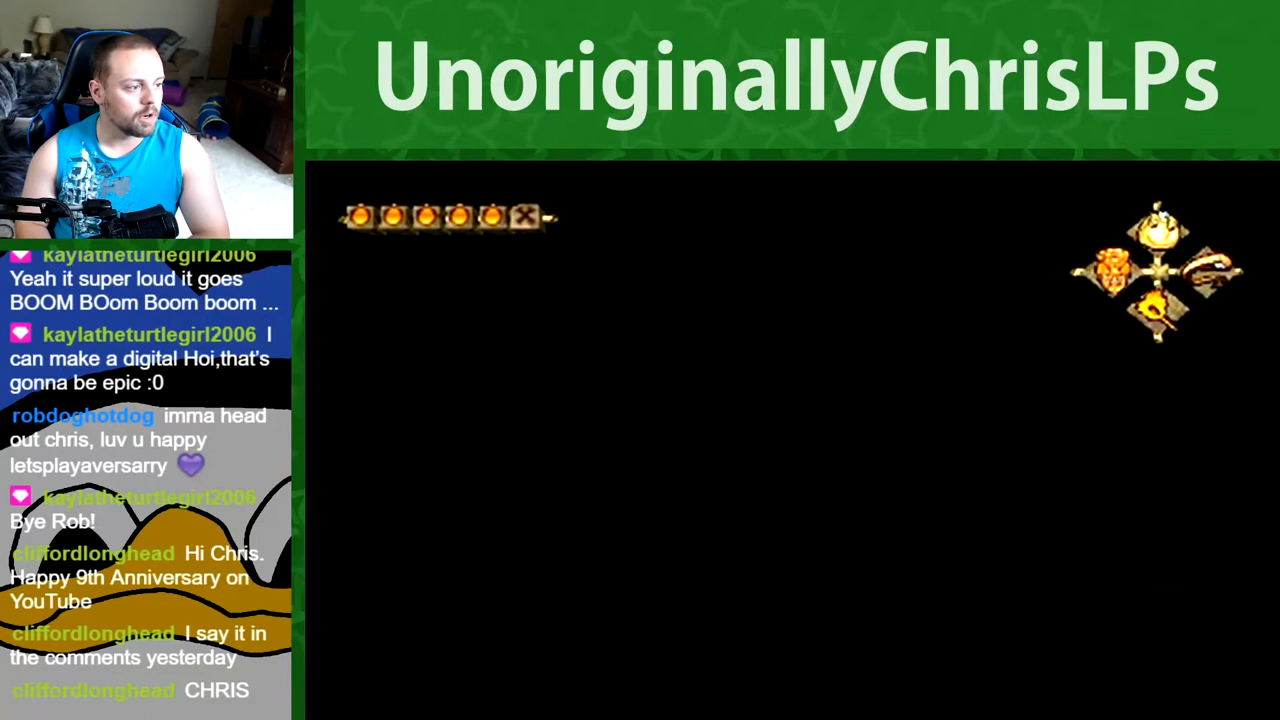 UnoriginallyChrisLPs
kaylatheturtlegirl2006
Yeah it super loud it goes
BOOM BOom Boom boom ...
kaylatheturtlegirl2006 I
can make a digital Hoi,that's
gonna be epic :0
robdoghotdog imma head
out chris, luv u happy
letsplayaversarry
kaylatheturtlegirl2006
Bye Rob!
cliffordlonghead Hi Chris.
Happy 9th Anniversary on
YouTube
cliffordlonghead I say it in
the comments yesterday
cliffordlonghead CHRIS